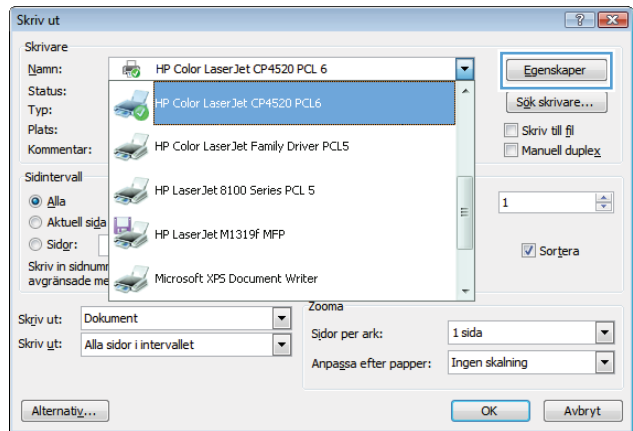 Skriv ut
Skrivare
Namn: HP Color LaserJet CP4520 PCL 6 Egenskaper
Status: HP Color LaserJet CP4520 PCL6 Sök skrivare...
Typ:
Plats: Skriv till fil
Kommentar: HP Color LaserJet Family Driver PCL5 Manuell duplex
Sidintervall
HP LaserJet 8100 Series PCL 5
Alla 1
Aktuell sida
HP LaserJet M1319f MFP
Sidor: Sortera
Skriv in sidnumr
avgränsade me Microsoft XPS Document Writer
Zooma
Skriv ut: Dokument Sidor per ark: 1 sida
Skriv ut: Alla sidor i intervallet Anpassa efter papper: Ingen skalning
Alternativ... OK Avbryt